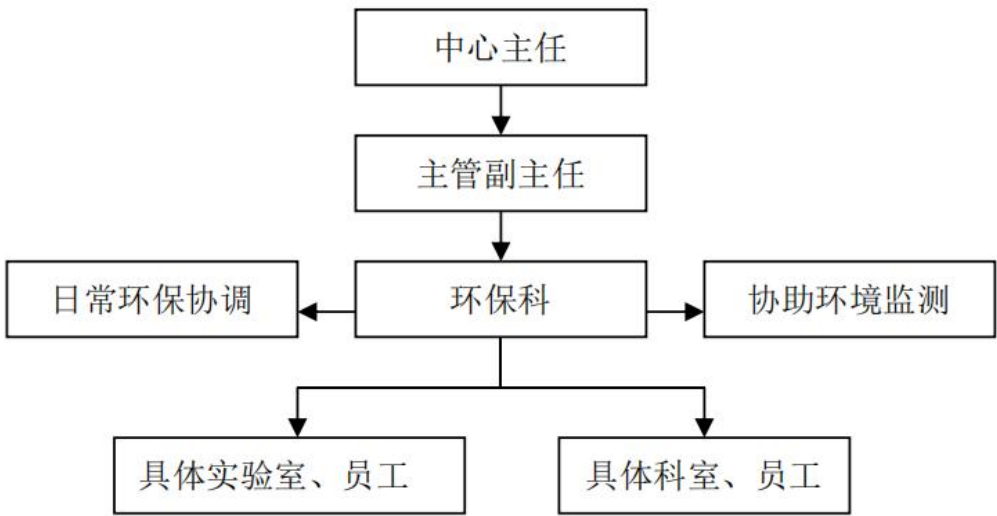 中心主任
主管副主任
日常环保协调
环保科
协助环境监测
具体实验室、员工
具体科室、员工